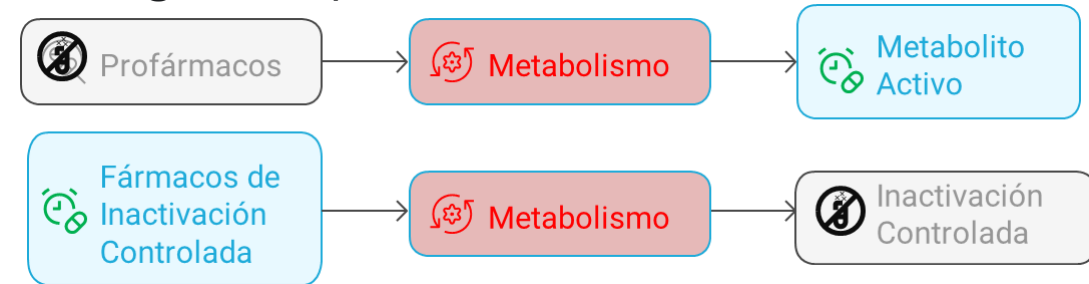 Profármacos
Metabolismo
Metabolito
Activo
Fármacos de
Inactivación
Controlada
Metabolismo
Inactivación
Controlada